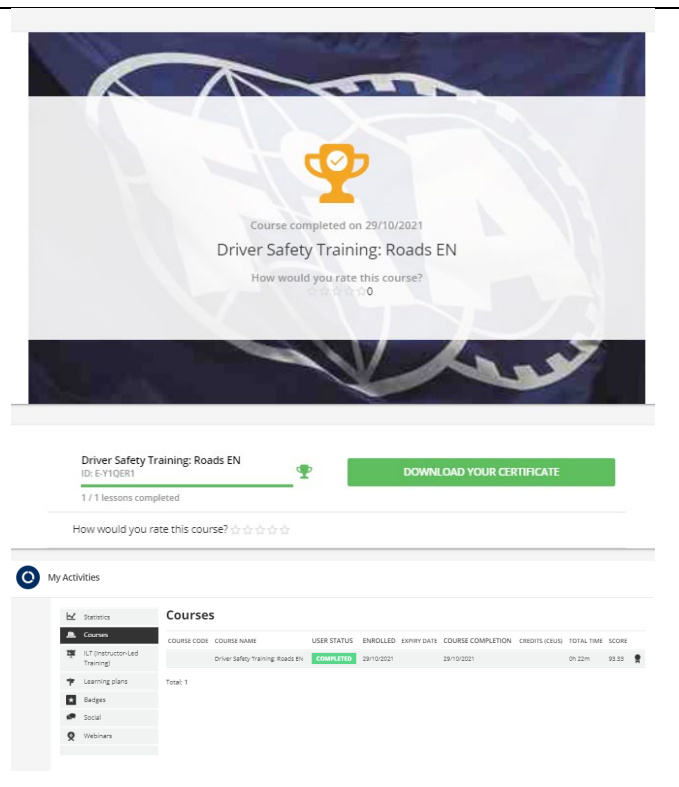 FIA
Course completed on 29/10/2021
Driver Safety Training: Roads EN
How would you rate this course?
0
Driver Safety Training: Roads EN
ID: E-Y1QER1
DOWNLOAD YOUR CERTIFICATE
1 / 1 lessons completed
How would you rate this course?
My Activities
Statistics
Courses
ILT (Instructor-Led
Training)
Learning plans
Badges
Social
Webinars
Courses
COURSE CODE COURSE NAME USER STATUS ENROLLED EXPIRY DATE COURSE COMPLETION CREDITS (CEUS) TOTAL TIME SCORE
Driver Safety Training: Roads EN COMPLETED 29/10/2021 29/10/2021 0h 22m 93.33
Total: 1